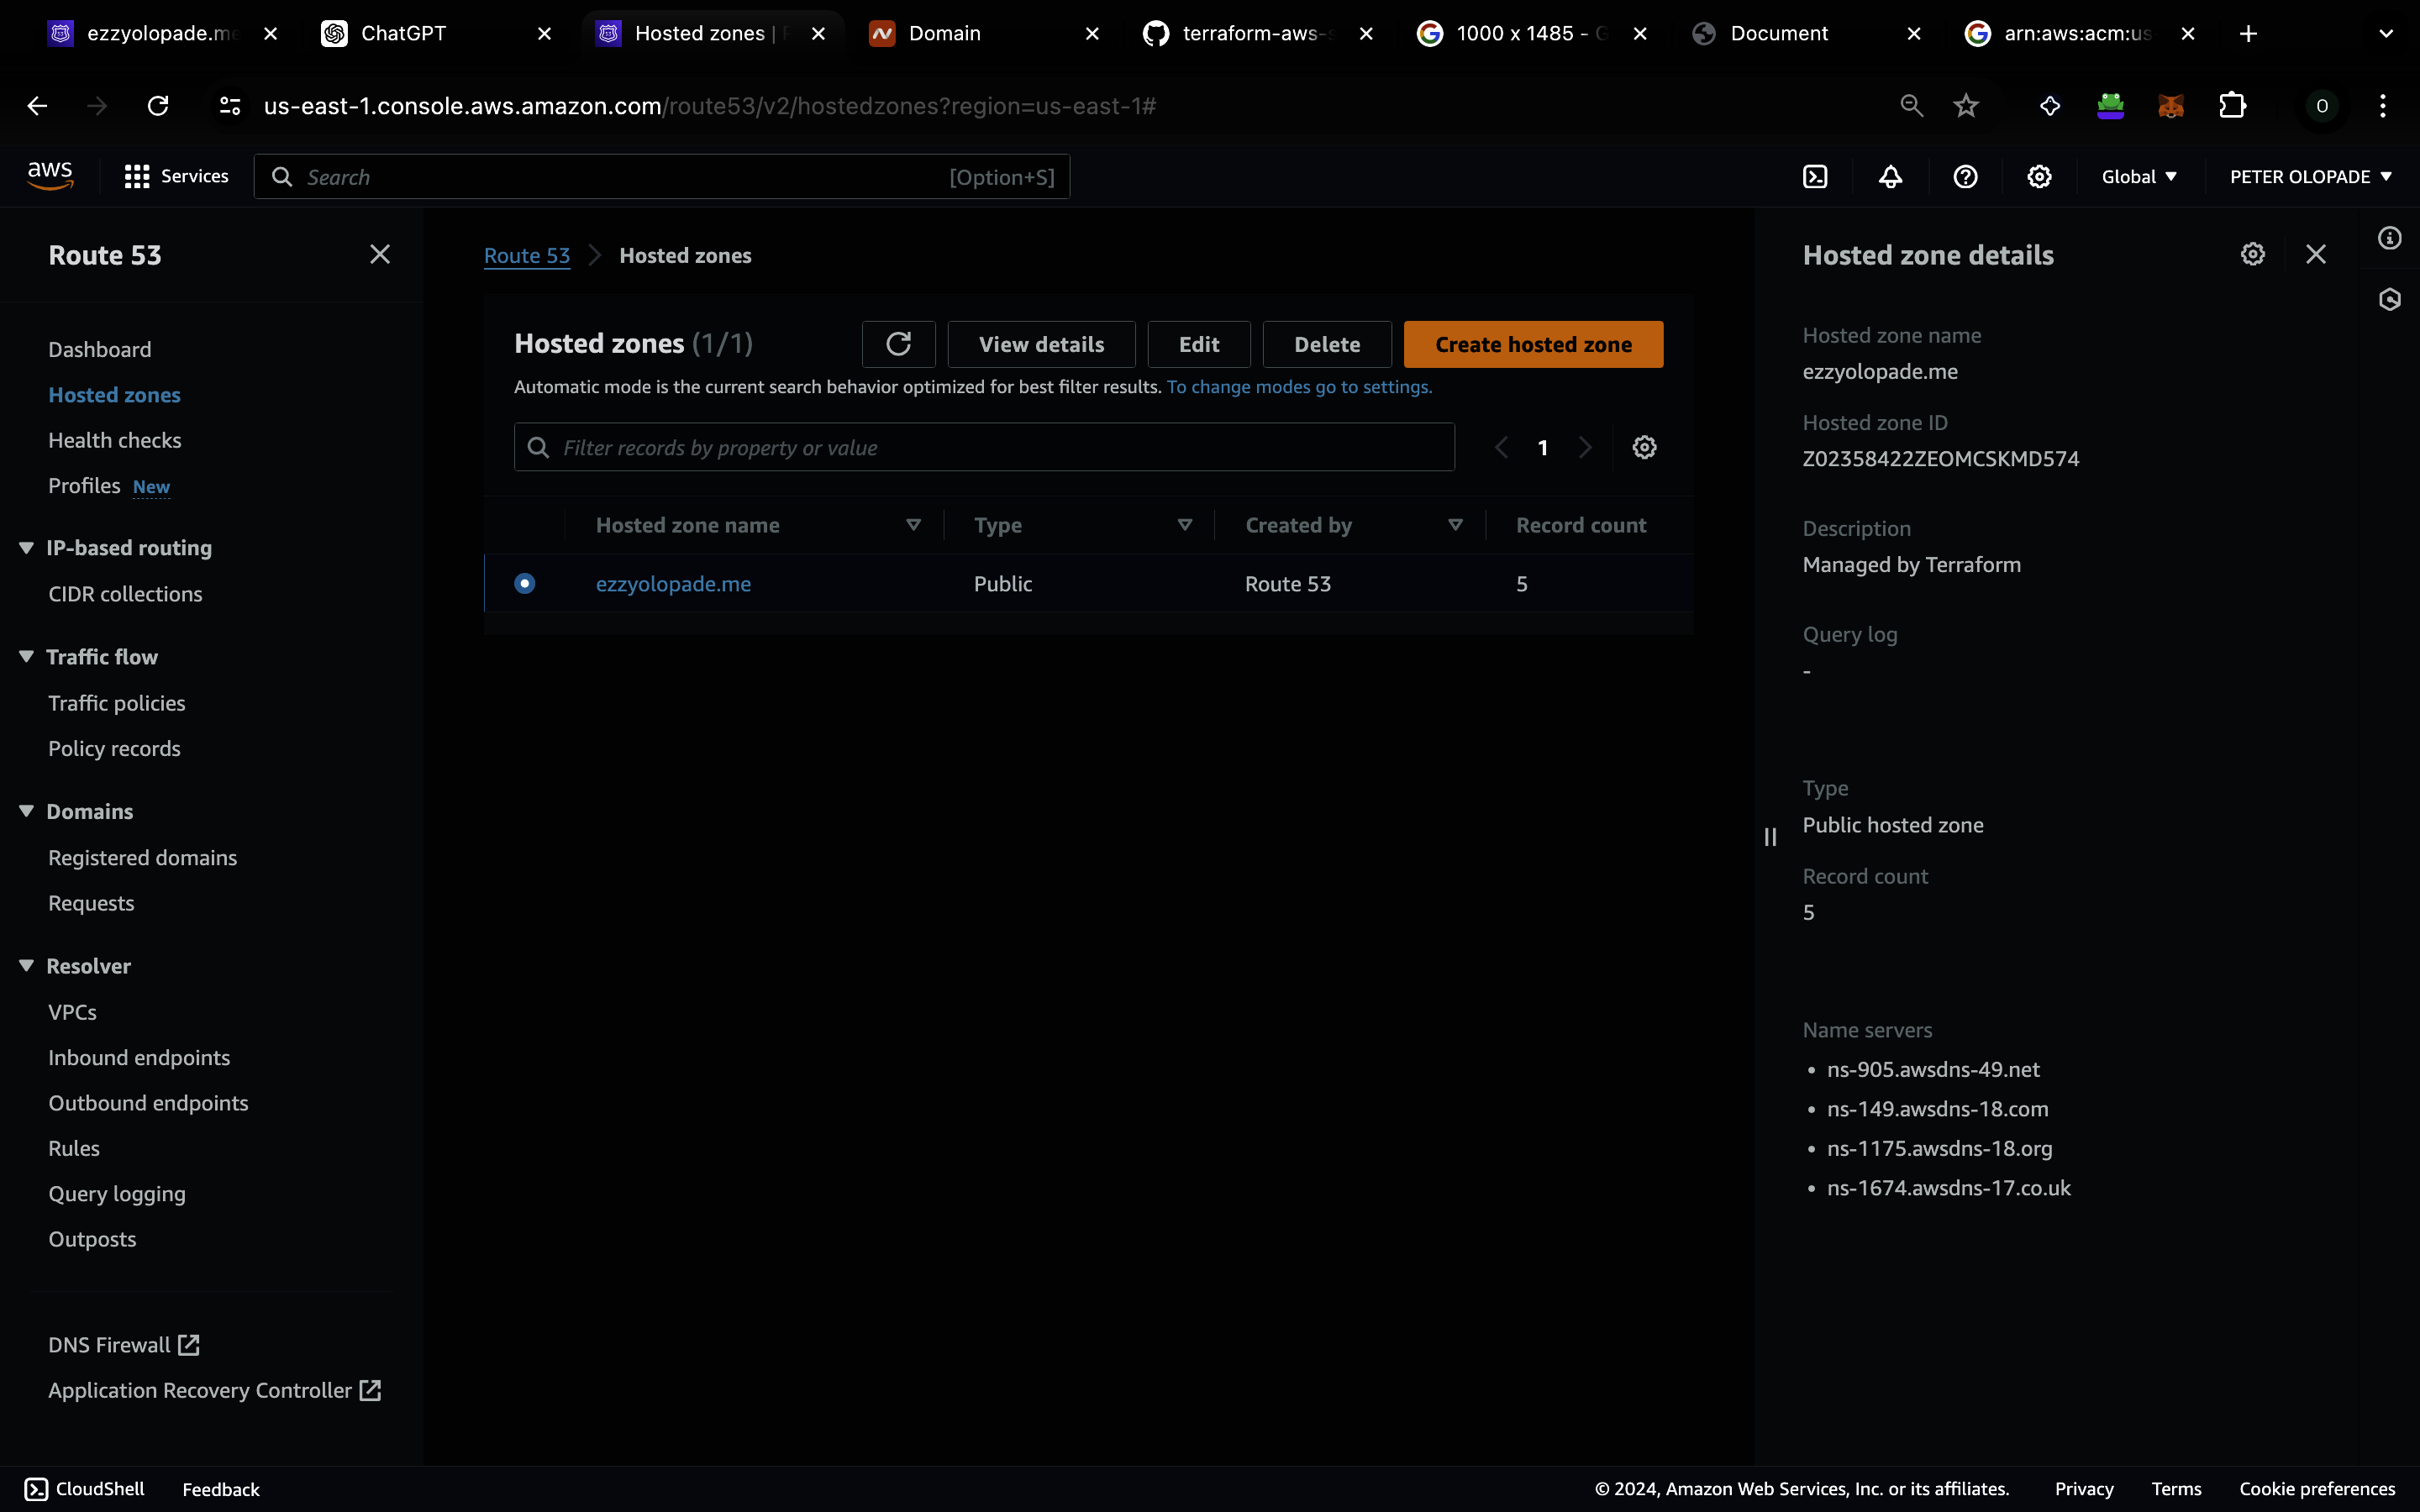 ezzyolopade.me
ChatGPT
Hosted zones |
Domain
terraform-aws-s
1000 x 1485 - G
Document
arn:aws:acm:us
us-east-1.console.aws.amazon.com/route53/v2/hostedzones?region=us-east-1#
O
aws
Services
Search
[Option+S]
Global
PETER OLOPADE
Route 53
Dashboard
Hosted zones
Health checks
Profiles New
IP-based routing
CIDR collections
Traffic flow
Traffic policies
Policy records
Domains
Registered domains
Requests
Resolver
VPCs
Inbound endpoints
Outbound endpoints
Rules
Query logging
Outposts
DNS Firewall
Application Recovery Controller
Route 53
Hosted zones
Hosted zones (1/1)
View details
Edit
Delete
Create hosted zone
Automatic mode is the current search behavior optimized for best filter results. To change modes go to settings.
Filter records by property or value
1
Hosted zone name
Type
Created by
Record count
ezzyolopade.me
Public
Route 53
5
Hosted zone details
Hosted zone name
ezzyolopade.me
Hosted zone ID
Z02358422ZEOMCSKMD574
Description
Managed by Terraform
Query log
-
Type
Public hosted zone
Record count
5
Name servers
• ns-905.awsdns-49.net
• ns-149.awsdns-18.com
• ns-1175.awsdns-18.org
• ns-1674.awsdns-17.co.uk
CloudShell
Feedback
© 2024, Amazon Web Services, Inc. or its affiliates.
Privacy
Terms
Cookie preferences